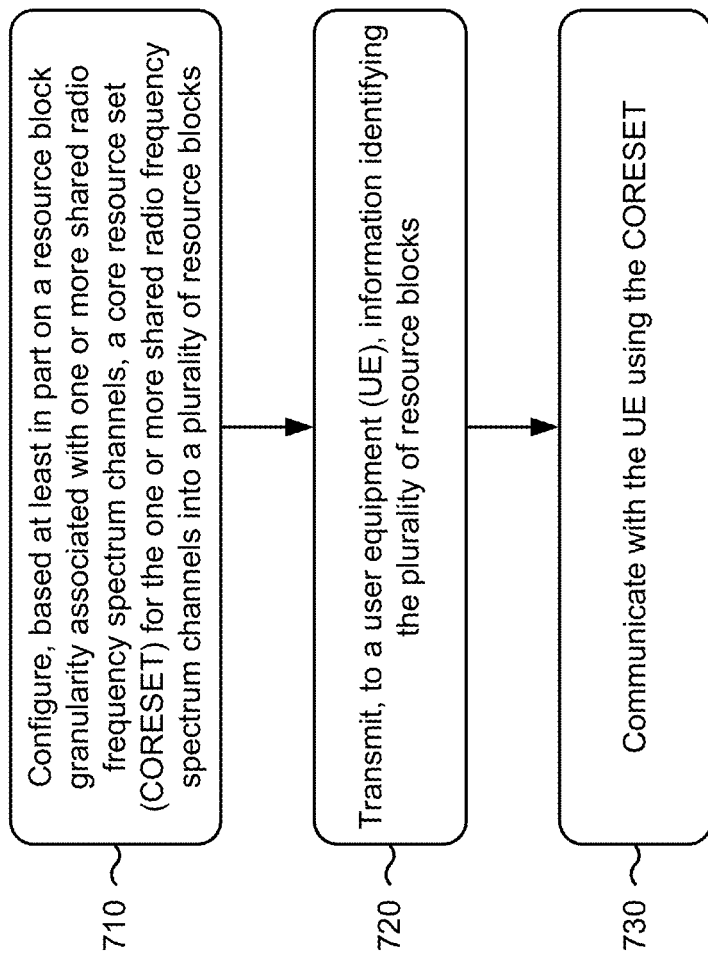 710
Configure, based at least in part on a resource block
granularity associated with one or more shared radio
frequency spectrum channels, a core resource set
(CORESET) for the one or more shared radio frequency
spectrum channels into a plurality of resource blocks
720
Transmit, to a user equipment (UE), information identifying
the plurality of resource blocks
730
Communicate with the UE using the CORESET